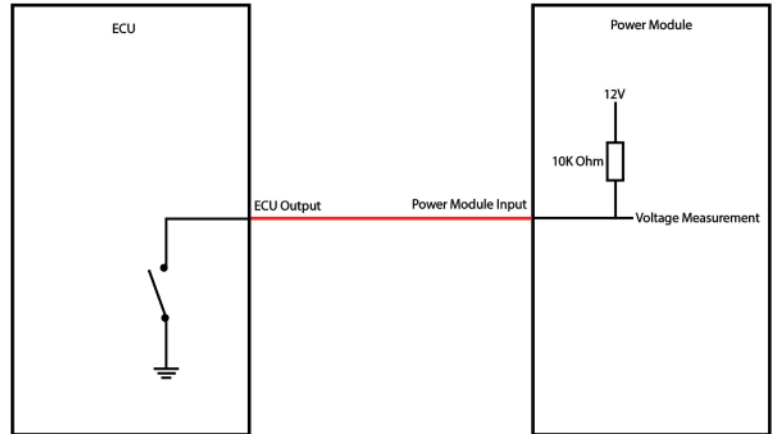 ECU
Power Module
12V
10K Ohm
ECU Output
Power Module Input
Voltage Measurement